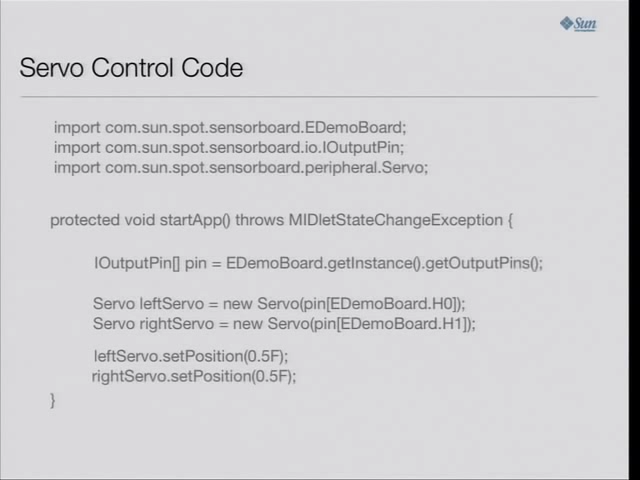 Sun
Servo Control Code
import com.sun.spot.sensorboard.EDemoBoard;
import com.sun.spot.sensorboard.io.IOutputPin;
import com.sun.spot.sensorboard.peripheral.Servo;
protected void startApp() throws MIDletStateChangeException {
IOutputPin[] pin = EDemoBoard.getInstance().getOutputPins();
Servo leftServo = new Servo(pin[EDemoBoard.H0]);
Servo rightServo = new Servo(pin[EDemoBoard.H1]);
leftServo.setPosition(0.5F);
rightServo.setPosition(0.5F);
}